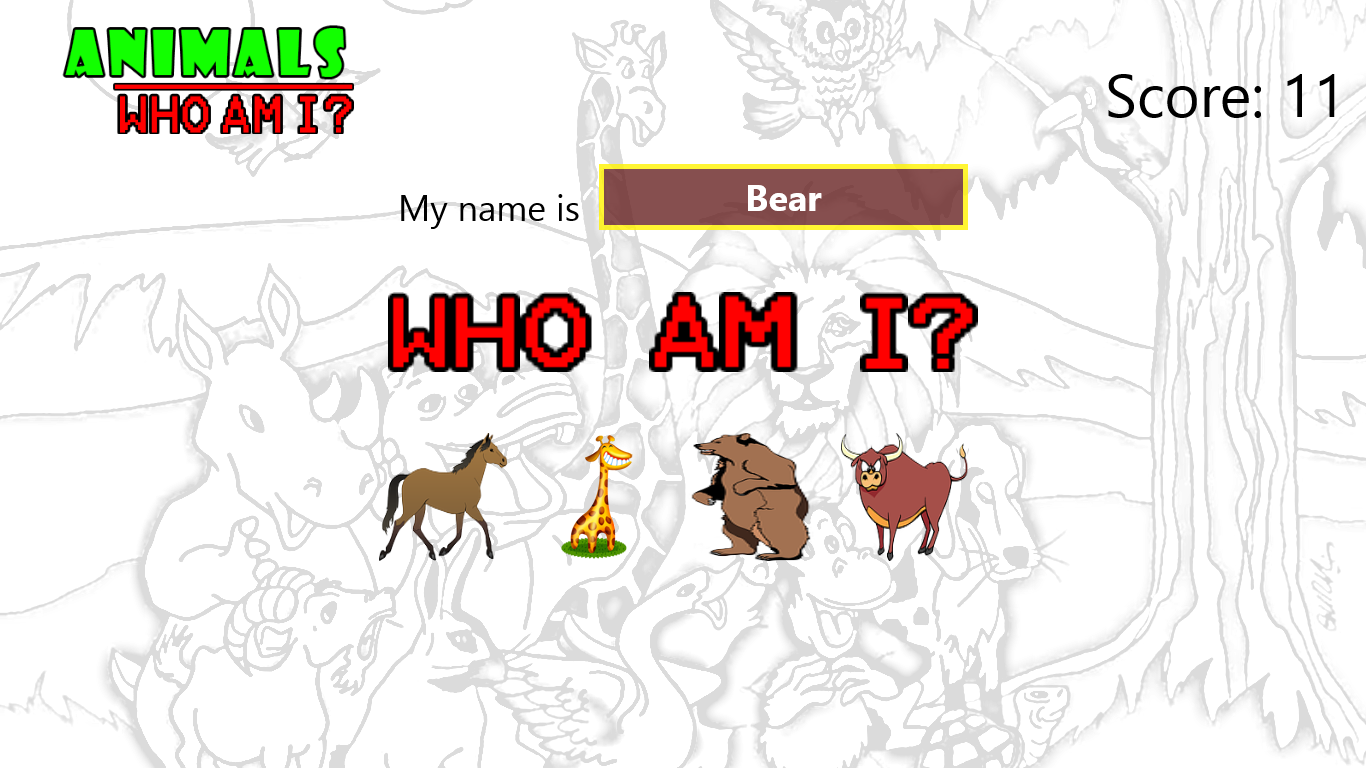 ANIMALS
WHO AM I?
Score: 11
My name is Bear
WHO AM I?